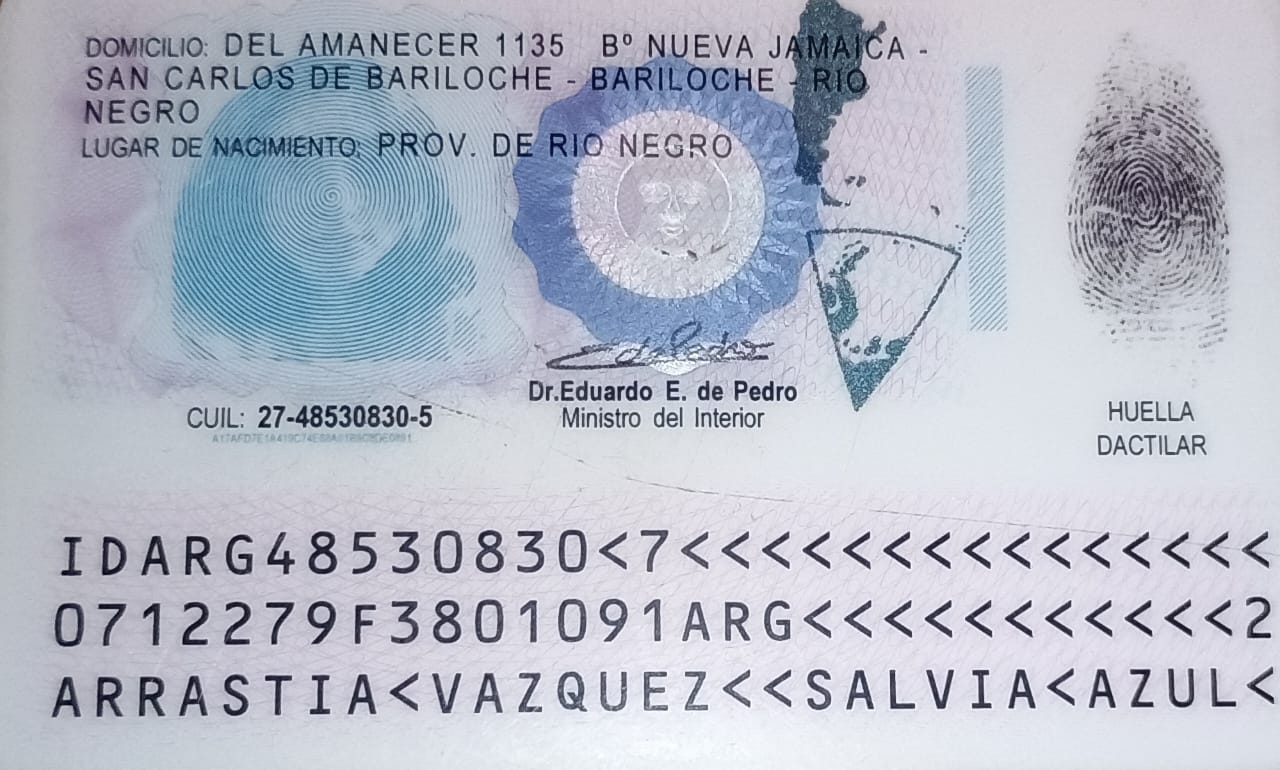 DOMICILIO: DEL AMANECER 1135 Bº NUEVA JAMAICA -
SAN CARLOS DE BARILOCHE - BARILOCHE - RIO
NEGRO
LUGAR DE NACIMIENTO: PROV. DE RIO NEGRO
Dr.Eduardo E. de Pedro
Ministro del Interior
CUIL: 27-48530830-5
HUELLA
DACTILAR
IDARG48530830<7<<<<<<<<<<<<<<<
0712279F3801091ARG<<<<<<<<<<<2
ARRASTIA<VAZQUEZ<<SALVIA<AZUL<